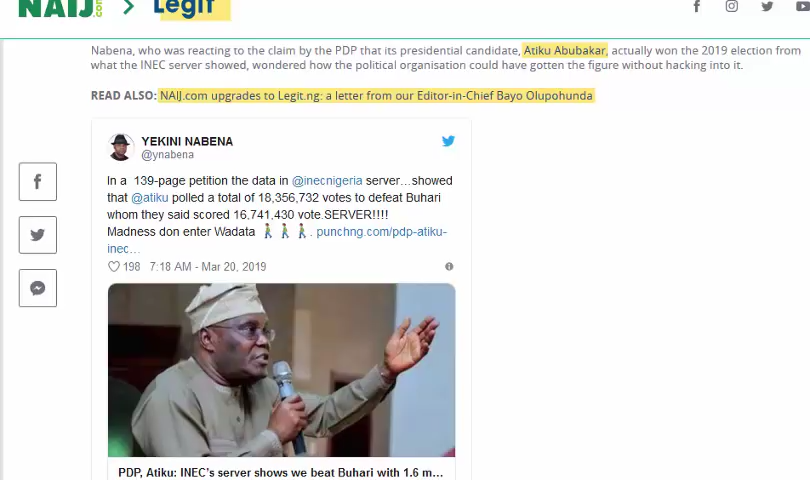 NAIJ.com > Legit
Nabena, who was reacting to the claim by the PDP that its presidential candidate, Atiku Abubakar, actually won the 2019 election from
what the INEC server showed, wondered how the political organisation could have gotten the figure without hacking into it.
READ ALSO: NAIJ.com upgrades to Legit.ng: a letter from our Editor-in-Chief Bayo Olupohunda
YEKINI NABENA
@ynabena
In a 139-page petition the data in @inecnigeria server...showed
that @atiku polled a total of 18,356,732 votes to defeat Buhari
whom they said scored 16,741,430 vote.SERVER!!!!
Madness don enter Wadata 🚶🚶🚶. punchng.com/pdp-atiku-
inec…
198 7:18 AM - Mar 20, 2019
PDP, Atiku: INEC's server shows we beat Buhari with 1.6 m...